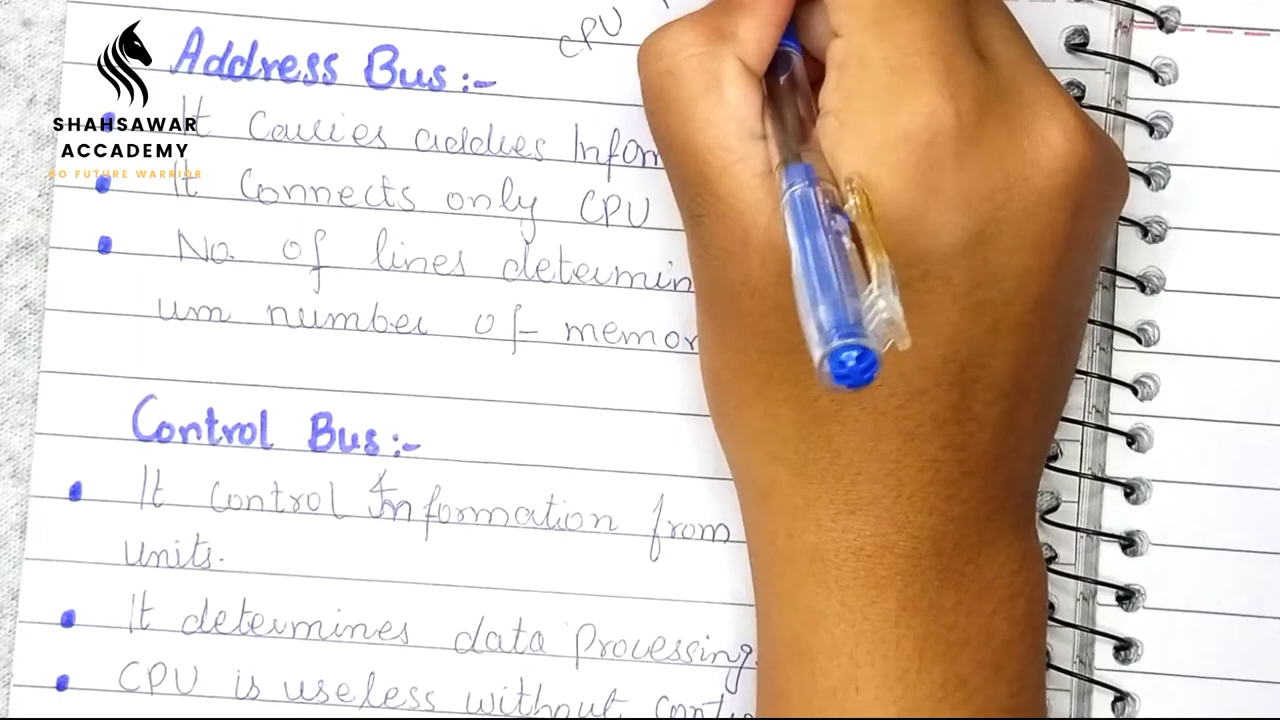 CPU
Address Bus:-
SHAHSAWAR
ACCADEMY
SO FUTURE WARRIOR
It Carries addres Infor
It Connects only CPU
No. of lines determin
um number of memor
Control Bus:-
It Control Information from
units.
It determines data Processing.
CPU is useless without contr